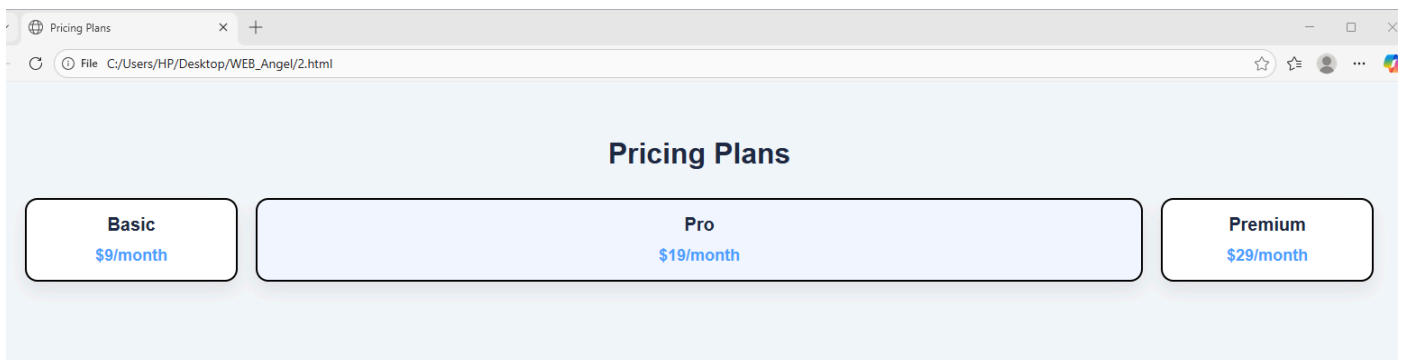 Pricing Plans
File C:/Users/HP/Desktop/WEB_Angel/2.html
Pricing Plans
Basic
$9/month
Pro
$19/month
Premium
$29/month